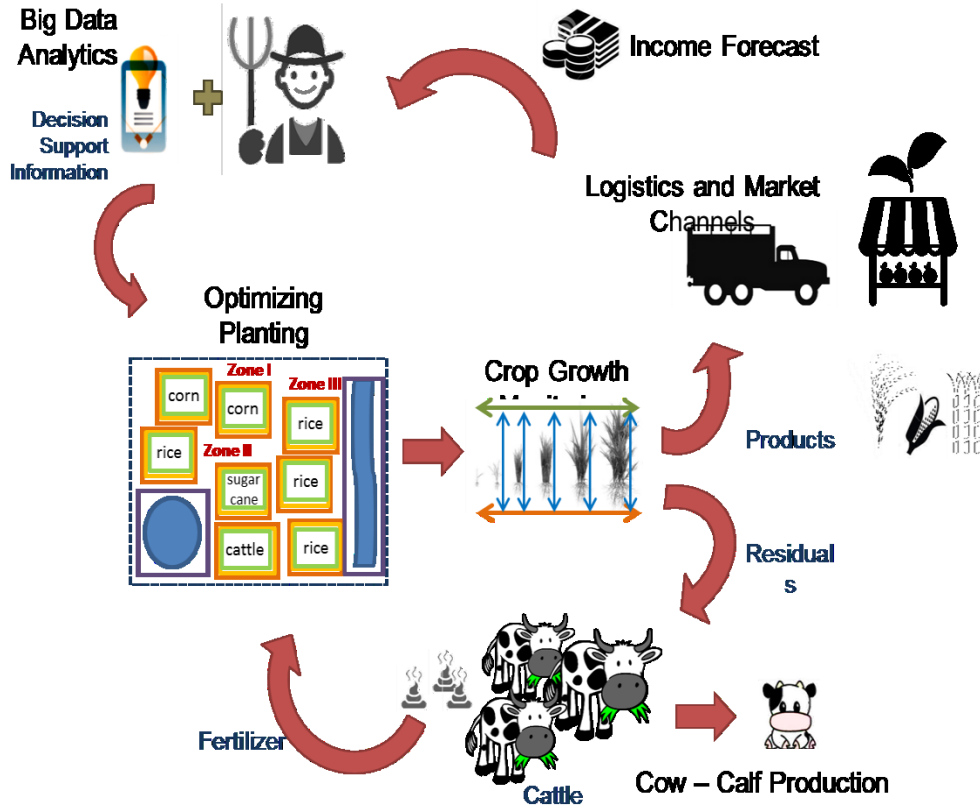 Big Data
Analytics
Decision
Support
Information
Income Forecast
Logistics and Market
Channels
Optimizing
Planting
Zone I
Zone III
corn
corn
rice
rice
Zone II
sugar
cane
rice
cattle
rice
Crop Growth
Products
Residual
s
Fertilizer
Cattle
Cow – Calf Production